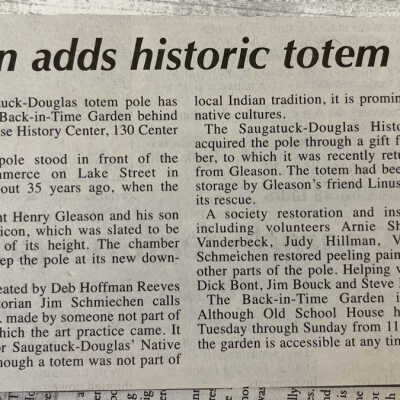 n adds historic totem
tuck-Douglas totem pole has
Back-in-Time Garden behind
se History Center, 130 Center
pole stood in front of the
mmerce on Lake Street in
out 35 years ago, when the
nt Henry Gleason and his son
icon, which was slated to be
of its height. The chamber
ep the pole at its new down-
eated by Deb Hoffman Reeves
torian Jim Schmiechen calls
, made by someone not part of
hich the art practice came. It
or Saugatuck-Douglas' Native
hough a totem was not part of
local Indian tradition, it is promin
native cultures.
The Saugatuck-Douglas Histo
acquired the pole through a gift f
ber, to which it was recently retu
from Gleason. The totem had been
storage by Gleason's friend Linus
its rescue.
A society restoration and ins
including volunteers Arnie Sh
Vanderbeck, Judy Hillman, V
Schmeichen restored peeling pain
other parts of the pole. Helping w
Dick Bont, Jim Bouck and Steve
The Back-in-Time Garden i
Although Old School House h
Tuesday through Sunday from 11
the garden is accessible at any tim